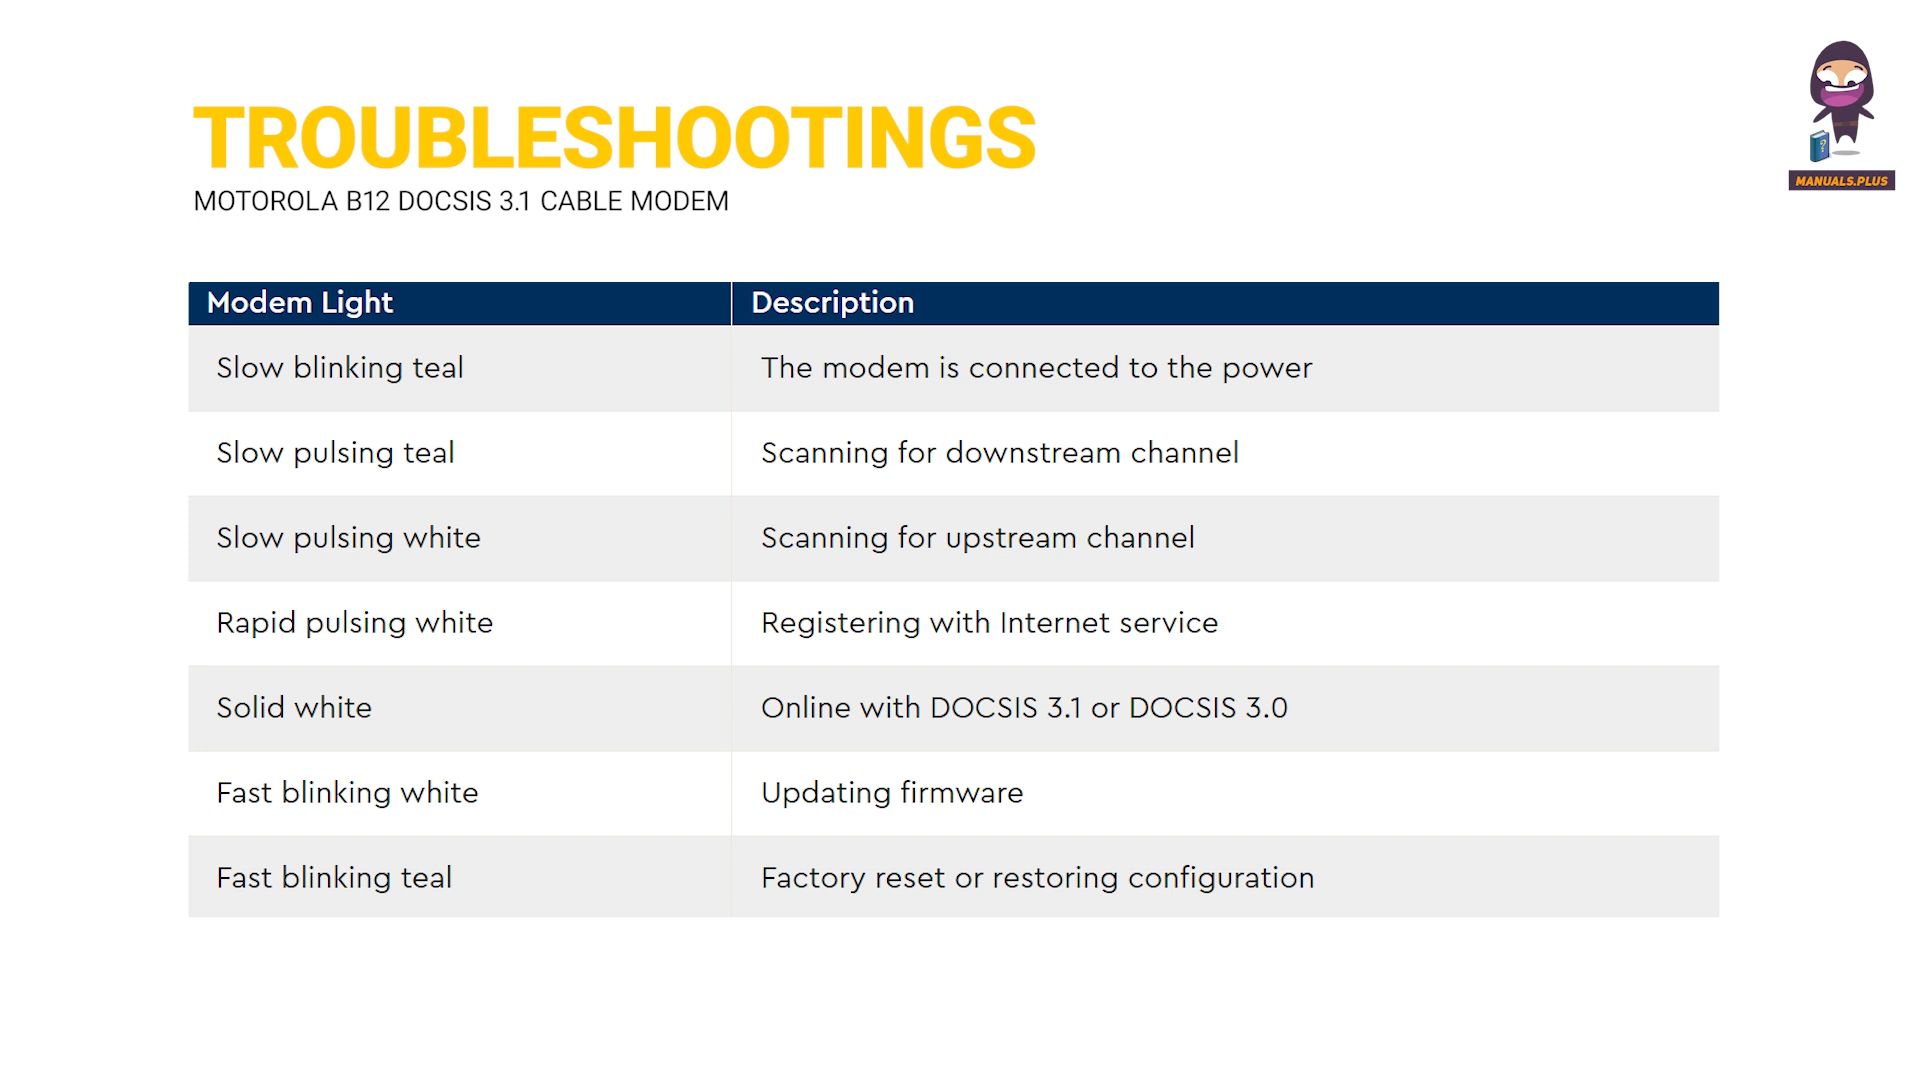 TROUBLESHOOTINGS
MOTOROLA B12 DOCSIS 3.1 CABLE MODEM
?
MANUALS.PLUS
Modem Light Description
Slow blinking teal The modem is connected to the power
Slow pulsing teal Scanning for downstream channel
Slow pulsing white Scanning for upstream channel
Rapid pulsing white Registering with Internet service
Solid white Online with DOCSIS 3.1 or DOCSIS 3.0
Fast blinking white Updating firmware
Fast blinking teal Factory reset or restoring configuration